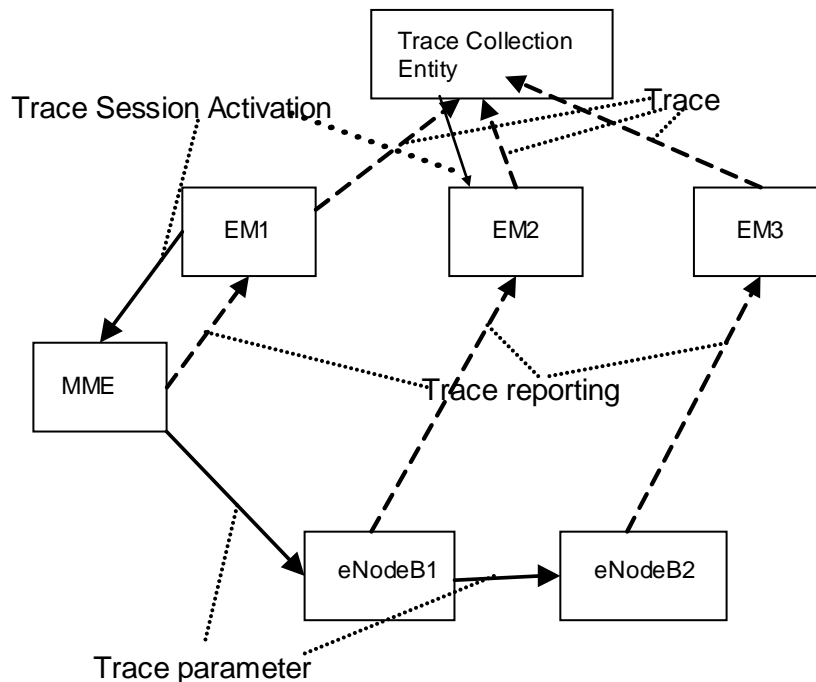 Trace Collection
Entity
Trace Session Activation
Trace
EM1
EM2
EM3
MME
Trace reporting
eNodeB1
eNodeB2
Trace parameter